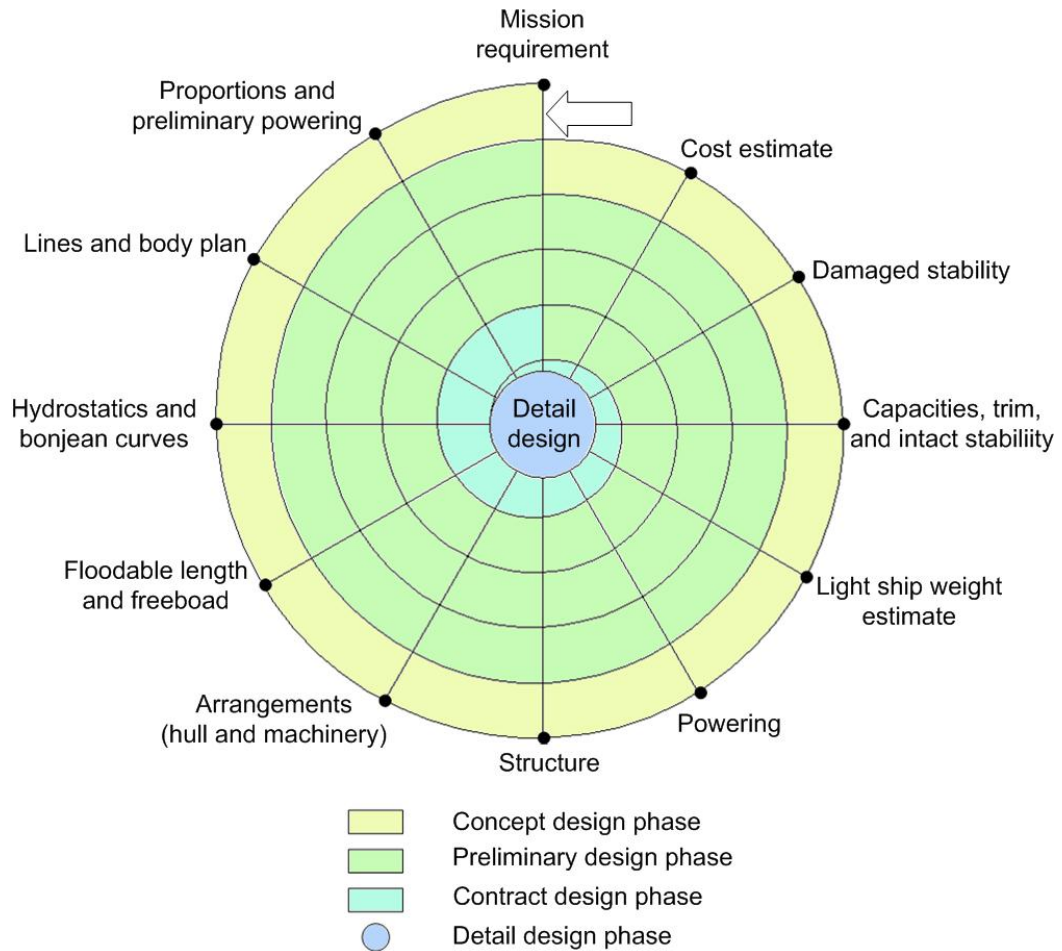 Mission
requirement
Proportions and
preliminary powering
Cost estimate
Lines and body plan
Damaged stability
Hydrostatics and
bonjean curves
Detail
design
Capacities, trim,
and intact stabiliity
Floodable length
and freeboad
Light ship weight
estimate
Arrangements
(hull and machinery)
Powering
Structure
Concept design phase
Preliminary design phase
Contract design phase
Detail design phase